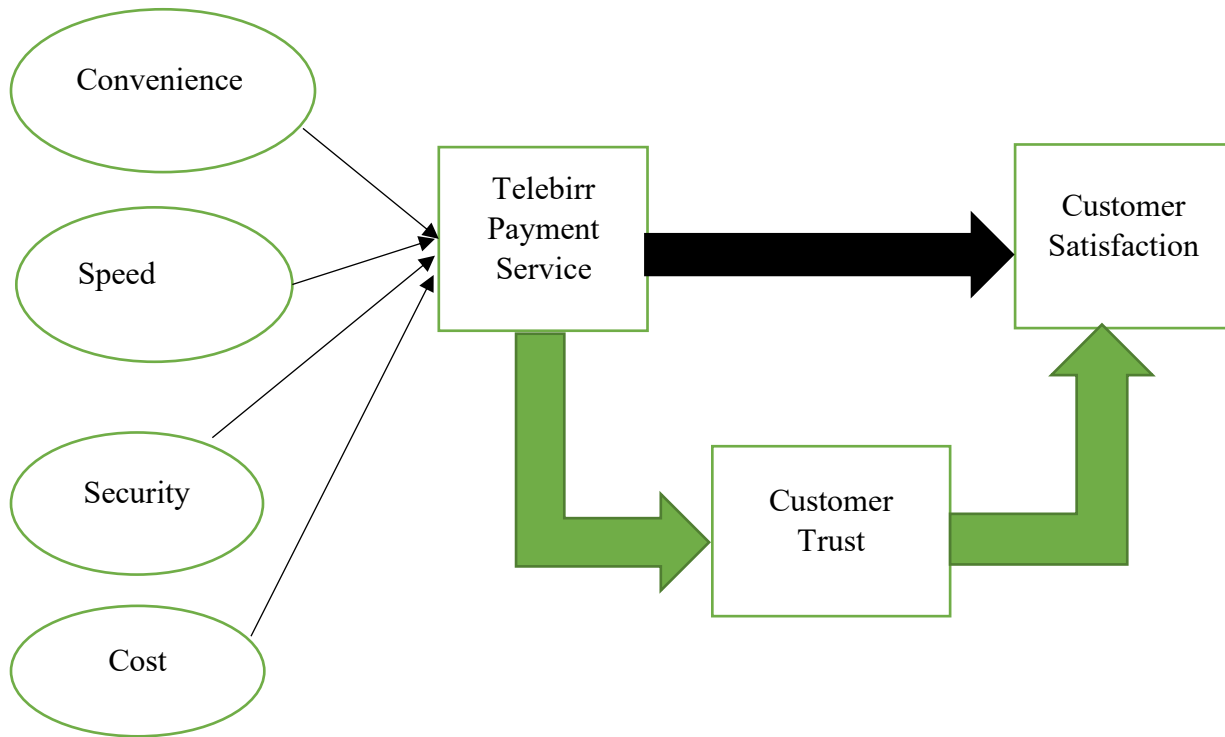 Convenience
Speed
Security
Cost
Telebirr
Payment
Service
Customer
Trust
Customer
Satisfaction